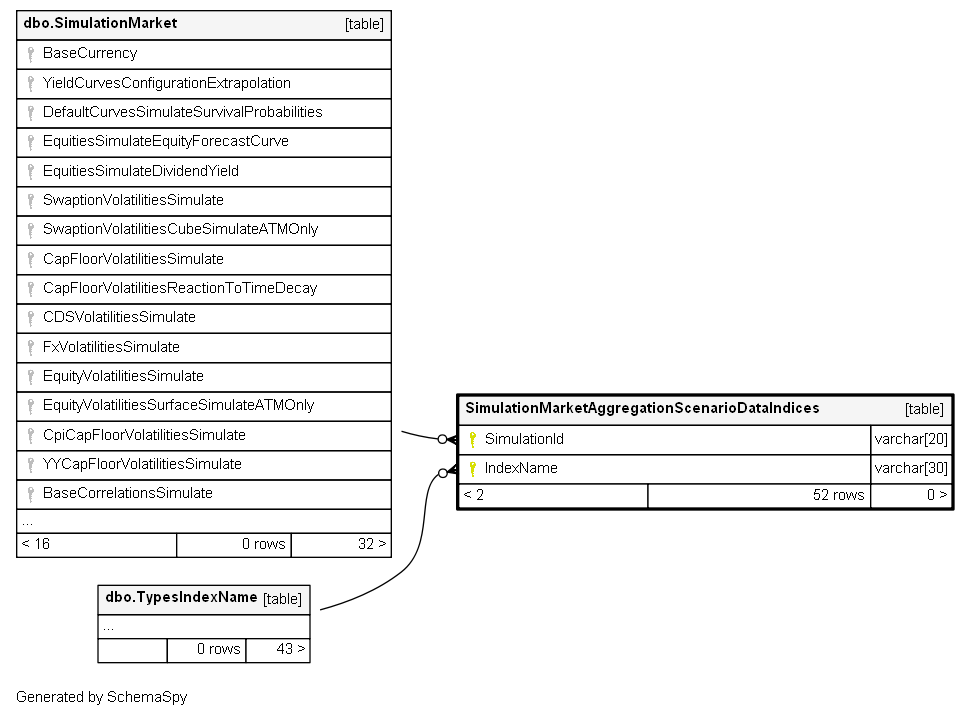 dbo.SimulationMarket [table]
BaseCurrency
YieldCurvesConfigurationExtrapolation
DefaultCurvesSimulateSurvivalProbabilities
EquitiesSimulateEquityForecastCurve
EquitiesSimulateDividendYield
SwaptionVolatilitiesSimulate
SwaptionVolatilitiesCubeSimulateATMOnly
CapFloorVolatilitiesSimulate
CapFloorVolatilitiesReactionToTimeDecay
CDSVolatilitiesSimulate
FxVolatilitiesSimulate
EquityVolatilitiesSimulate
EquityVolatilitiesSurfaceSimulateATMOnly
CpiCapFloorVolatilitiesSimulate
YYCapFloorVolatilitiesSimulate
BaseCorrelationsSimulate
...
< 16 0 rows 32 >
SimulationMarketAggregationScenarioDataIndices [table]
SimulationId varchar[20]
IndexName varchar[30]
< 2 52 rows 0 >
dbo.TypesIndexName [table]
...
0 rows 43 >
Generated by SchemaSpy